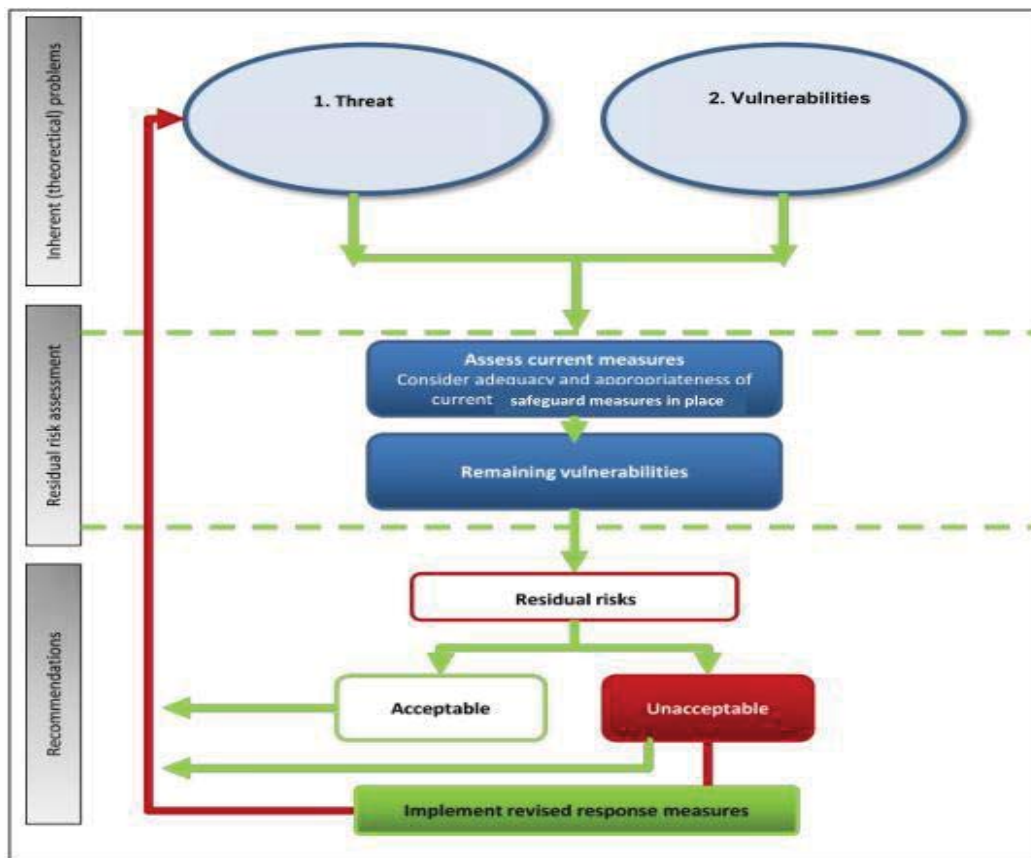 Inherent (theorectical) problems
1. Threat
2. Vulnerabilities
Residual risk assessment
Assess current measures
Consider adequacy and appropriateness of
current safeguard measures in place
Remaining vulnerabilities
Recommendations
Residual risks
Acceptable
Unacceptable
Implement revised response measures